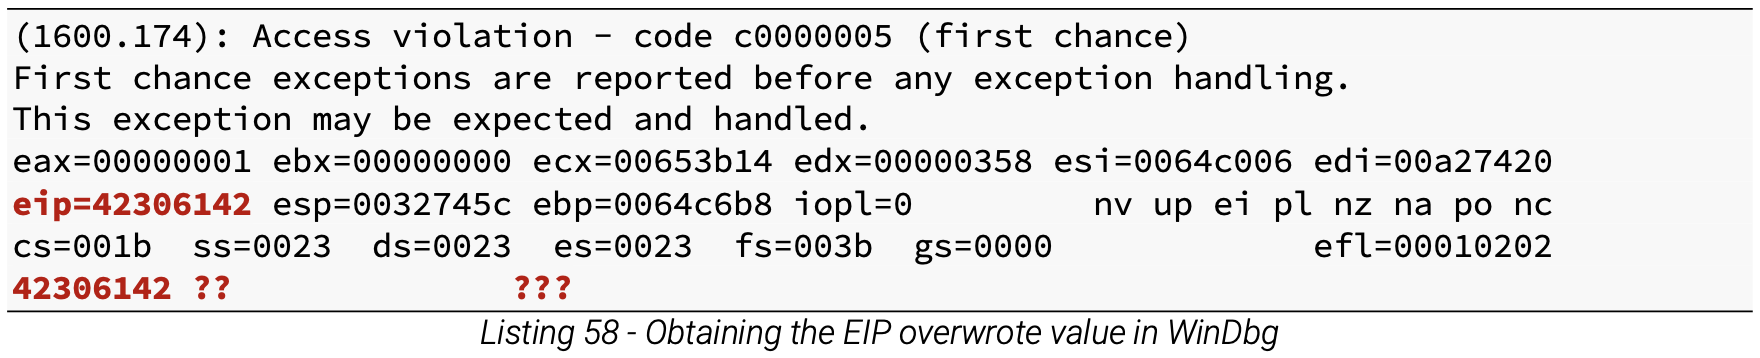 (1600.174): Access violation - code c0000005 (first chance)
First chance exceptions are reported before any exception handling.
This exception may be expected and handled.
eax=00000001 ebx=00000000 ecx=00653b14 edx=00000358 esi=0064c006 edi=00a27420
eip=42306142 esp=0032745c ebp=0064c6b8 iopl=0         nv up ei pl nz na po nc
cs=001b  ss=0023  ds=0023  es=0023  fs=003b  gs=0000             efl=00010202
42306142 ??              ???
Listing 58 - Obtaining the EIP overwrote value in WinDbg